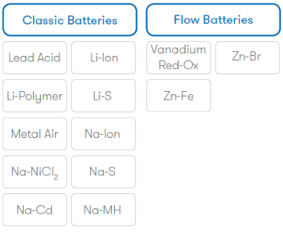 Classic Batteries
Flow Batteries
Lead Acid
Li-Ion
Vanadium
Red-Ox
Zn-Br
Li-Polymer
Li-S
Zn-Fe
Metal Air
Na-Ion
Na-NiCl₂
Na-S
Na-Cd
Na-MH